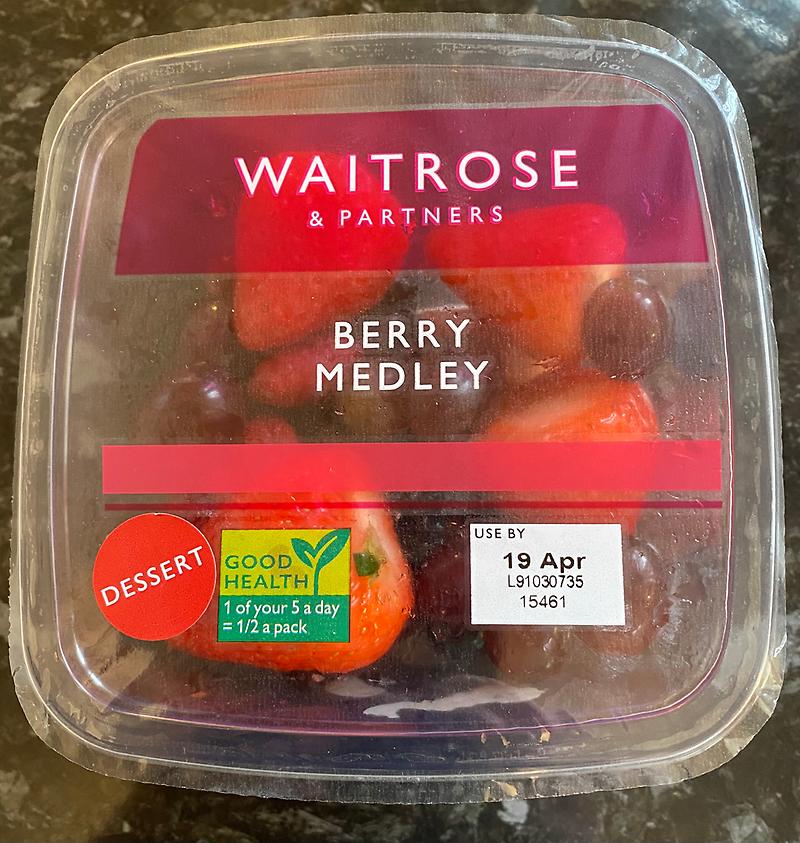 WAITROSE
& PARTNERS
BERRY
MEDLEY
DESSERT
GOOD
HEALTH
1 of your 5 a day
= 1/2 a pack
USE BY
19 Apr
L91030735
15461